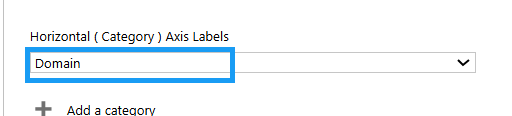 Horizontal ( Category ) Axis Labels
Domain
Add a category